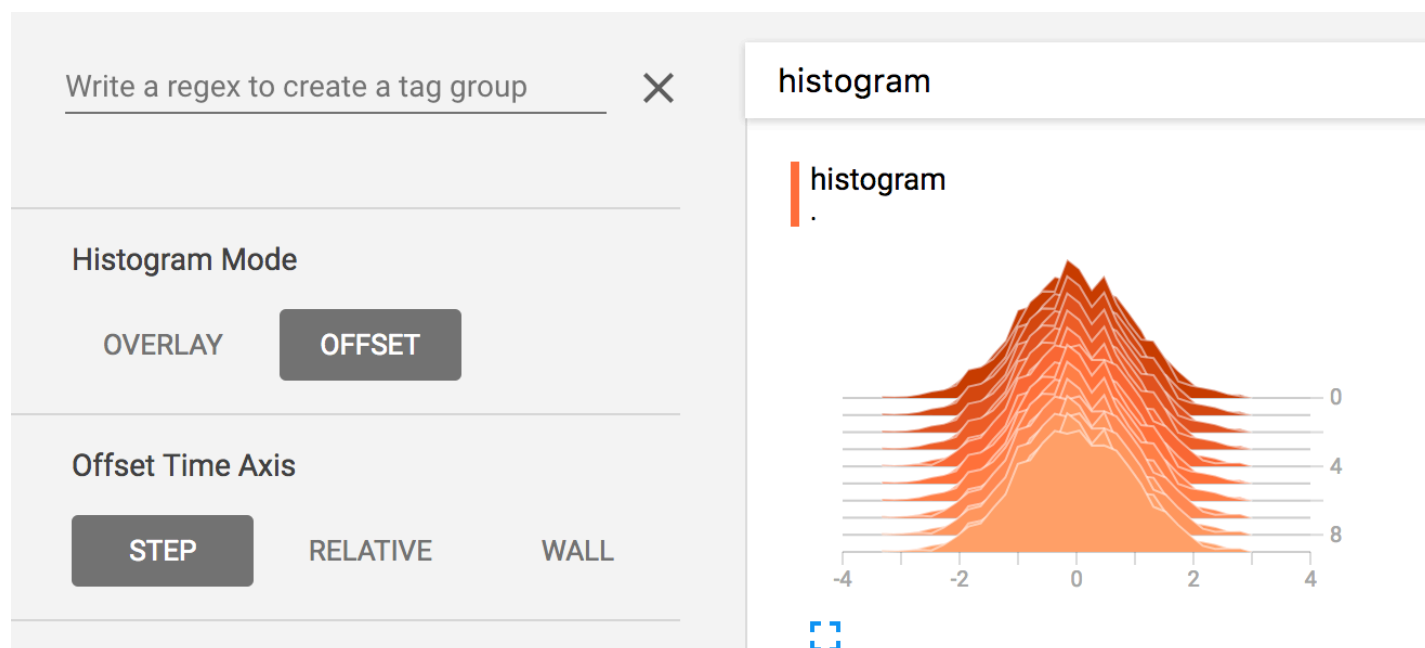 Write a regex to create a tag group
Histogram Mode
OVERLAY OFFSET
Offset Time Axis
STEP RELATIVE WALL
histogram
histogram
.
0
4
8
-4 -2 0 2 4